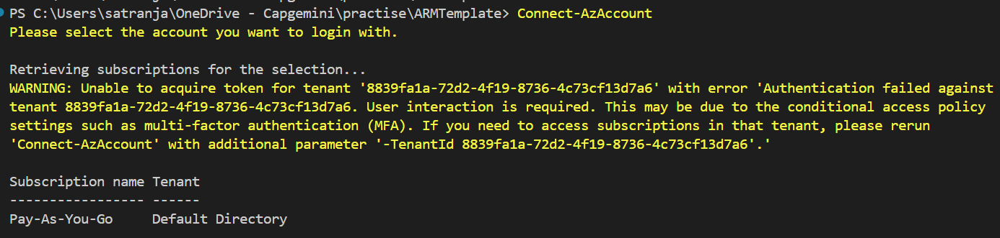 PS C:\Users\satranja\OneDrive - Capgemini\practise\ARMTemplate> Connect-AzAccount
Please select the account you want to login with.
Retrieving subscriptions for the selection...
WARNING: Unable to acquire token for tenant '8839fa1a-72d2-4f19-8736-4c73cf13d7a6' with error 'Authentication failed against
tenant 8839fa1a-72d2-4f19-8736-4c73cf13d7a6. User interaction is required. This may be due to the conditional access policy
settings such as multi-factor authentication (MFA). If you need to access subscriptions in that tenant, please rerun
'Connect-AzAccount' with additional parameter '-TenantId 8839fa1a-72d2-4f19-8736-4c73cf13d7a6'.'
Subscription name Tenant
----------------- ------
Pay-As-You-Go     Default Directory